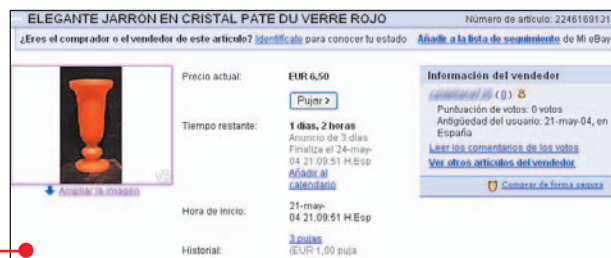 ELEGANTE JARRÓN EN CRISTAL PATE DU VERRE ROJO
Número de artículo: 2246169121
¿Eres el comprador o el vendedor de este artículo? Identifícate para conocer tu estado
Añadir a la lista de seguimiento de Mi eBay
Ampliar la imagen
Precio actual: EUR 6,50
Pujar >
Tiempo restante: 1 días, 2 horas
Anuncio de 3 días
Finaliza el 24-may-
04 21:09:51 H.Esp
Añadir al
calendario
Hora de inicio: 21-may-
04 21:09:51 H.Esp
Historial: 3 pujas
(EUR 1,00 puja
Información del vendedor
(0)
Puntuación de votos: 0 votos
Antigüedad del usuario: 21-may-04, en
España
Leer los comentarios de los votos
Ver otros artículos del vendedor
Comprar de forma segura